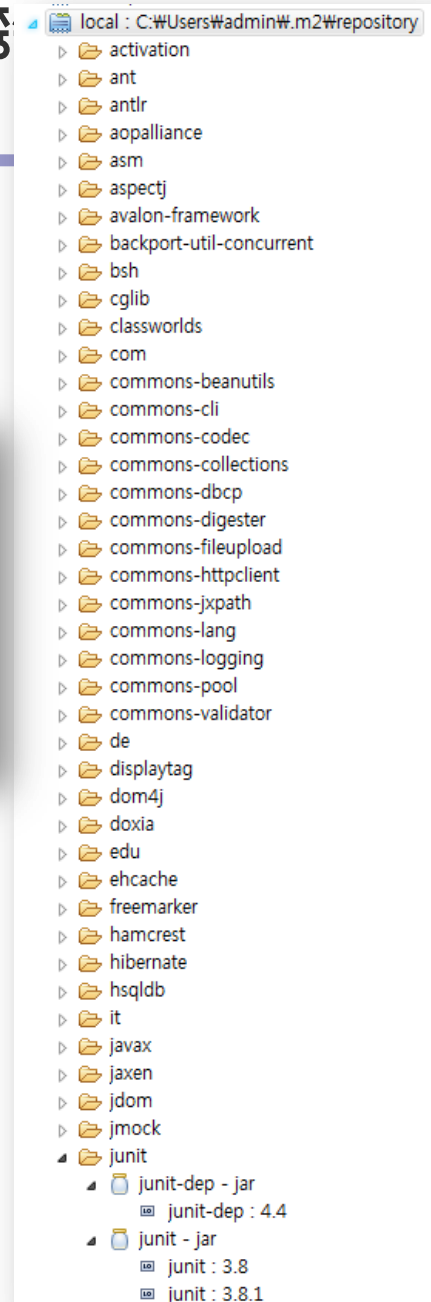 local : C:₩Users₩admin₩.m2₩repository
activation
ant
antlr
aopalliance
asm
aspectj
avalon-framework
backport-util-concurrent
bsh
cglib
classworlds
com
commons-beanutils
commons-cli
commons-codec
commons-collections
commons-dbcp
commons-digester
commons-fileupload
commons-httpclient
commons-jxpath
commons-lang
commons-logging
commons-pool
commons-validator
de
displaytag
dom4j
doxia
edu
ehcache
freemarker
hamcrest
hibernate
hsqldb
it
javax
jaxen
jdom
jmock
junit
junit-dep - jar
junit-dep : 4.4
junit - jar
junit : 3.8
junit : 3.8.1